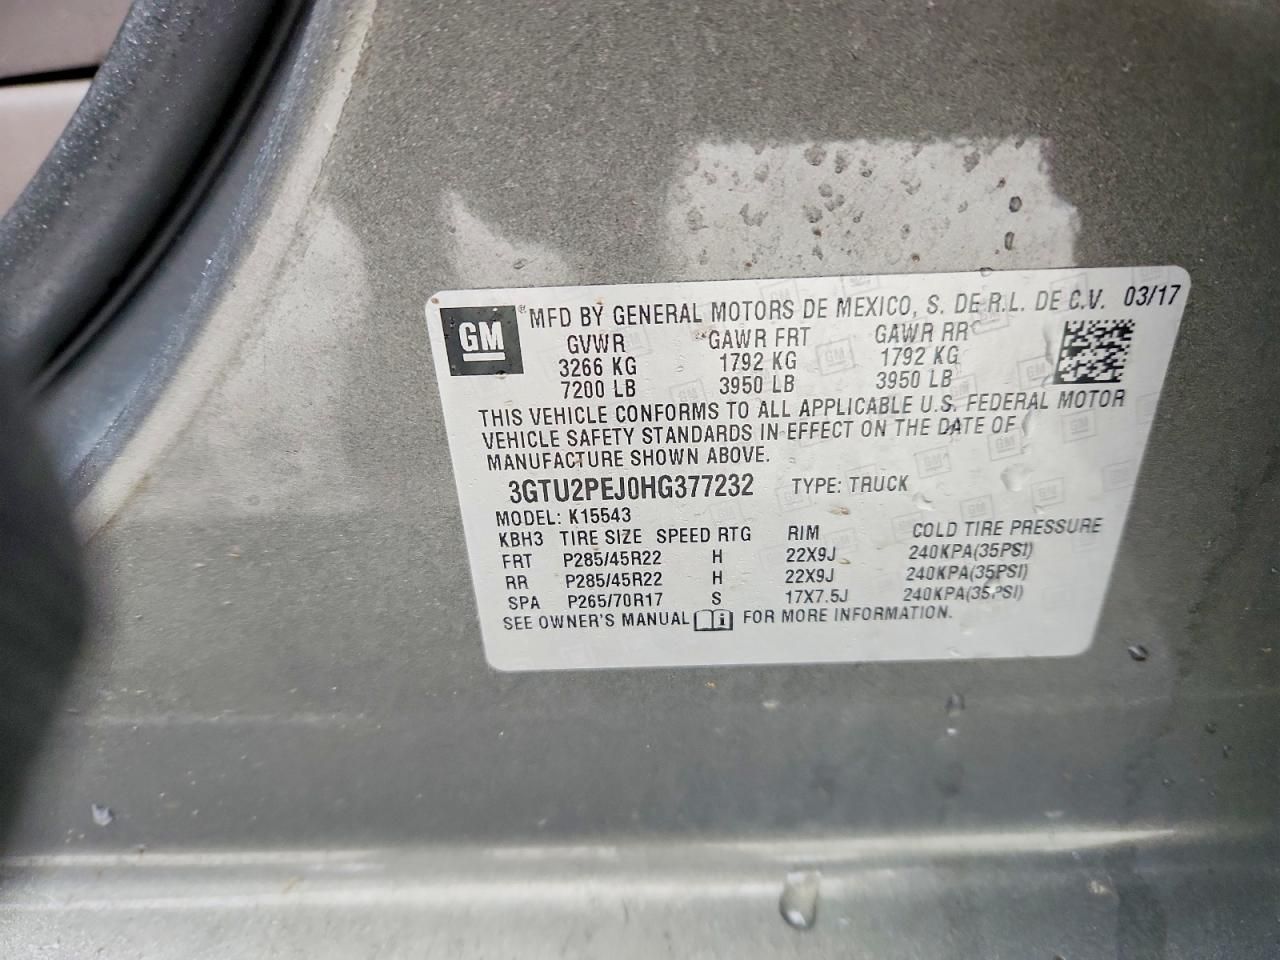 GM ® MFD BY GENERAL MOTORS DE MEXICO, S. DE R.L. DE C.V. 03/17
GVWR GAWR FRT GAWR RR
3266 KG 1792 KG 1792 KG
7200 LB 3950 LB 3950 LB
THIS VEHICLE CONFORMS TO ALL APPLICABLE U.S. FEDERAL MOTOR
VEHICLE SAFETY STANDARDS IN EFFECT ON THE DATE OF
MANUFACTURE SHOWN ABOVE.
3GTU2PEJ0HG377232 TYPE: TRUCK
MODEL: K15543
KBH3 TIRE SIZE SPEED RTG RIM COLD TIRE PRESSURE
FRT P285/45R22 H 22X9J 240KPA(35PSI)
RR P285/45R22 H 22X9J 240KPA(35PSI)
SPA P265/70R17 S 17X7.5J 240KPA(35PSI)
SEE OWNER'S MANUAL i FOR MORE INFORMATION.